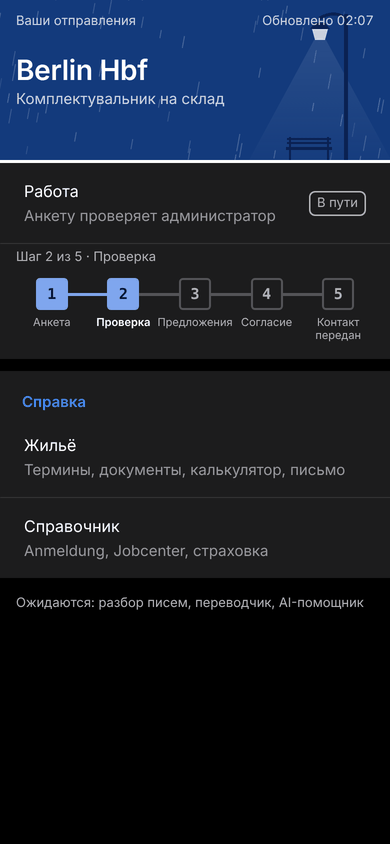 Ваши отправления
Обновлено 02:07
Berlin Hbf
Комплектувальник на склад
Работа
Анкету проверяет администратор
В пути
Шаг 2 из 5 · Проверка
1 2 3 4 5
Анкета Проверка Предложения Согласие Контакт
передан
Справка
Жильё
Термины, документы, калькулятор, письмо
Справочник
Anmeldung, Jobcenter, страховка
Ожидаются: разбор писем, переводчик, AI-помощник